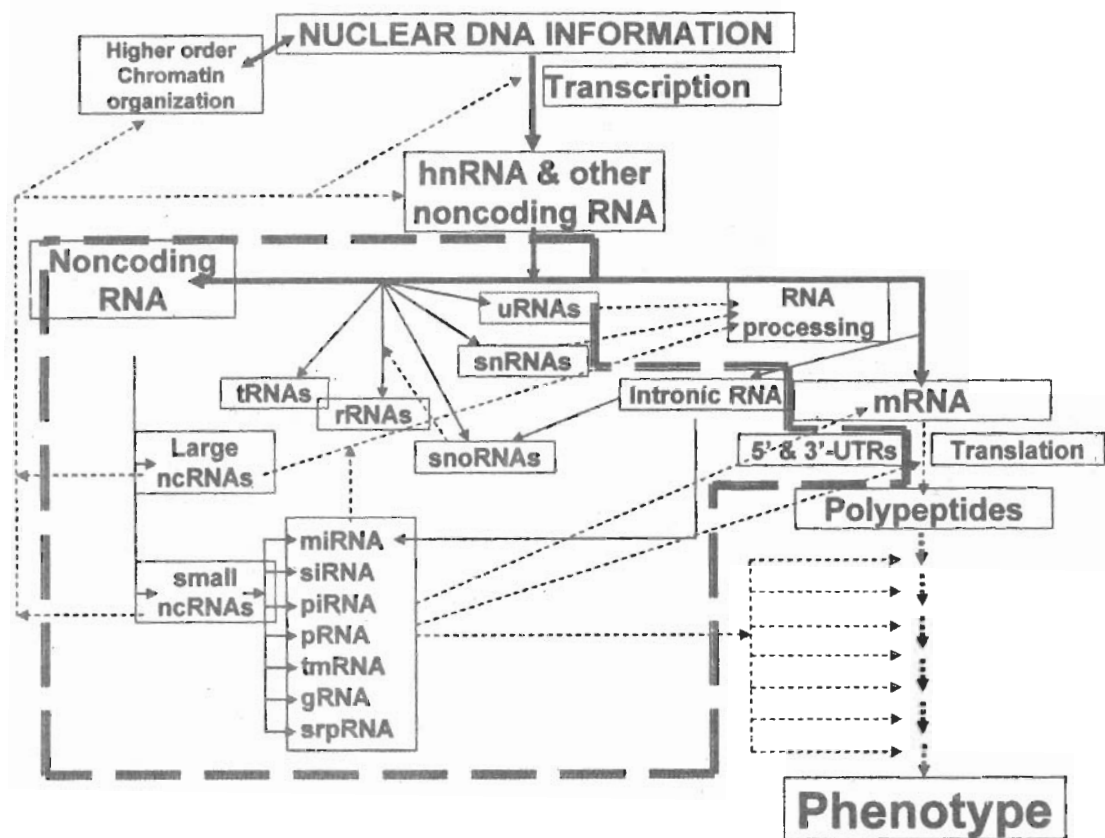 NUCLEAR DNA INFORMATION
Higher order
Chromatin
organization
Transcription
hnRNA & other
noncoding RNA
Noncoding
RNA
uRNAs
RNA
processing
snRNAs
tRNAs
rRNAs
Intronic RNA
mRNA
snoRNAs
Large
ncRNAs
5' & 3'-UTRs
Translation
Polypeptides
miRNA
siRNA
small
ncRNAs
piRNA
pRNA
tmRNA
gRNA
srpRNA
Phenotype